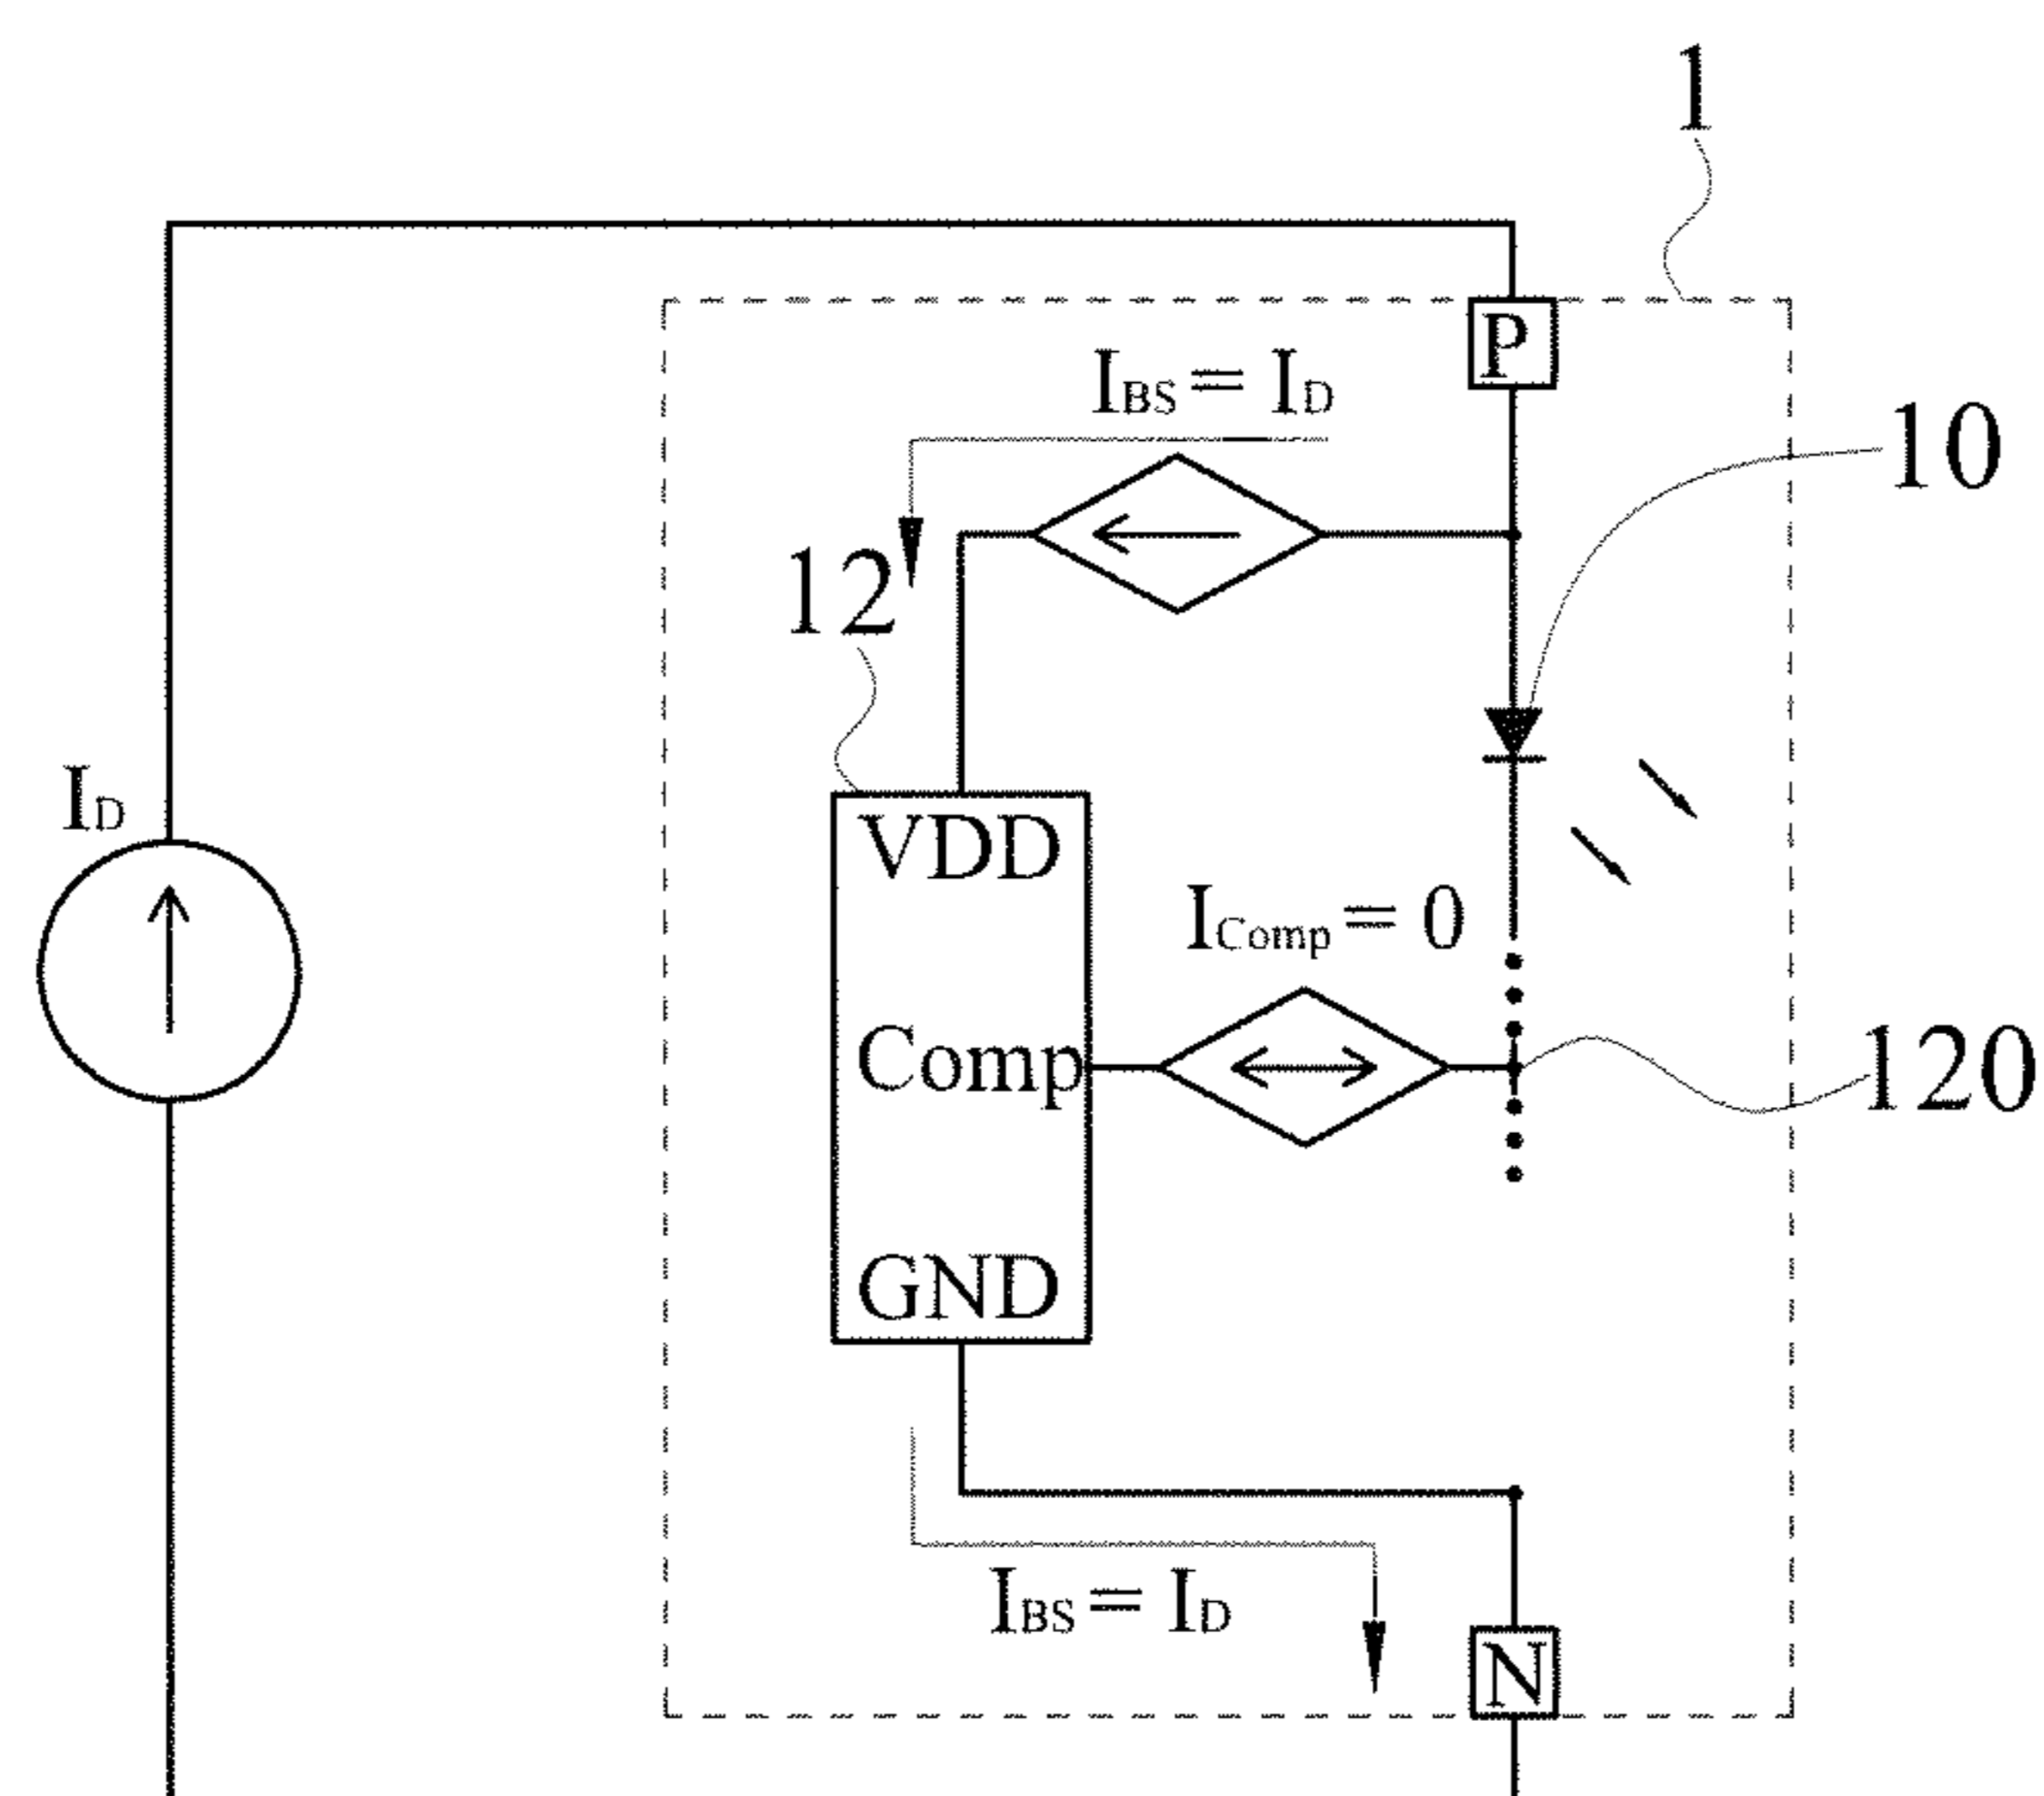 1
P
IBS = ID
10
12
ID
VDD
IComp = 0
Comp
120
GND
IBS = ID
N